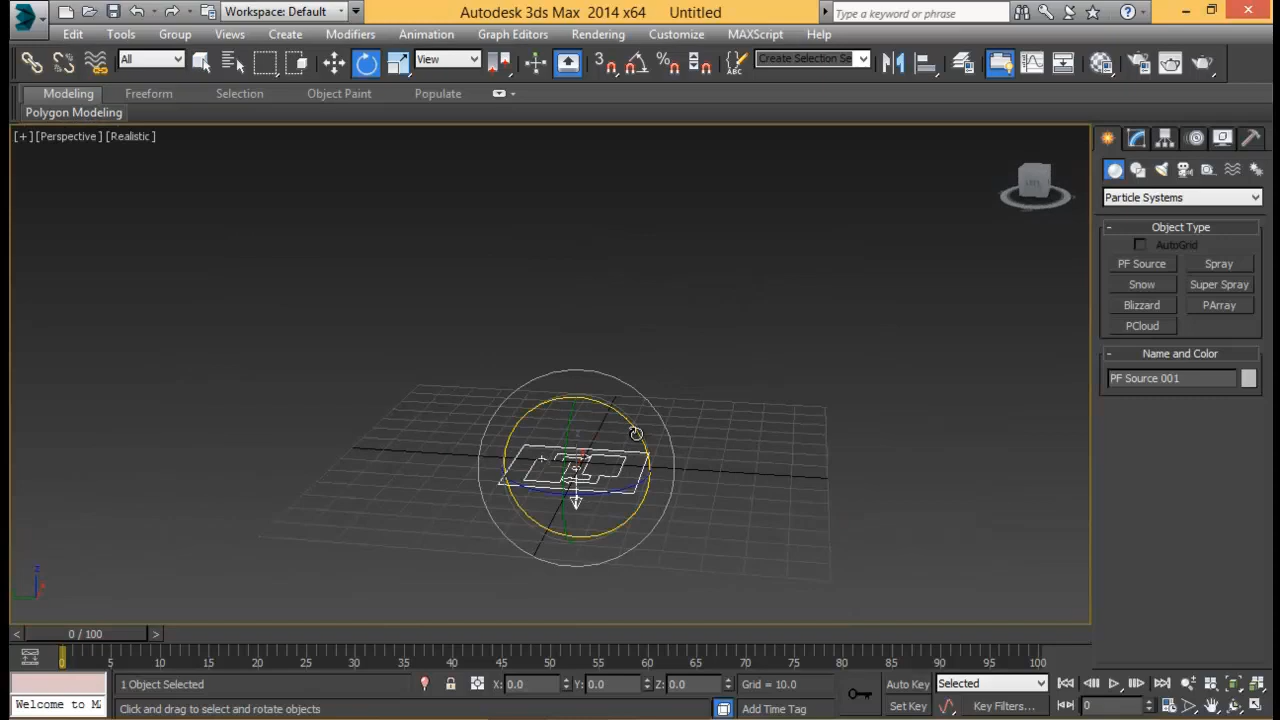 Workspace: Default
Autodesk 3ds Max 2014 x64 Untitled
Type a keyword or phrase
Edit Tools Group Views Create Modifiers Animation Graph Editors Rendering Customize MAXScript Help
All
View
Create Selection Se
Modeling Freeform Selection Object Paint Populate
Polygon Modeling
[+] [Perspective] [Realistic]
Particle Systems
- Object Type
AutoGrid
PF Source Spray
Snow Super Spray
Blizzard PArray
PCloud
- Name and Color
PF Source 001
< 0 / 100 >
0 5 10 15 20 25 30 35 40 45 50 55 60 65 70 75 80 85 90 95 100
1 Object Selected X: 0.0 Y: 0.0 Z: 0.0 Grid = 10.0 Auto Key Selected
Welcome to M
Click and drag to select and rotate objects
Add Time Tag Set Key Key Filters... 0